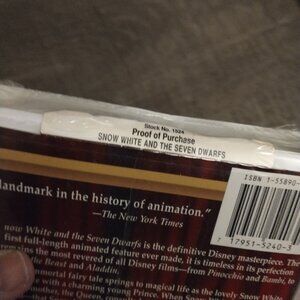 Stock No. 1524
Proof of Purchase
SNOW WHITE AND THE SEVEN DWARFS
ISBN 1-55890-
landmark in the history of animation."
—The New York Times
now White and the Seven Dwarfs is the definitive Disney masterpiece. The
first full-length animated feature ever made, it is timeless in its perfection
the most revered of all Disney films—from Pinocchio and Bambi, to
the Beast and Aladdin.
immortal fairy tale springs to magical life as the loved Snow White
with a charming young Prince. When Snow
the Queen,
17951-5240-3